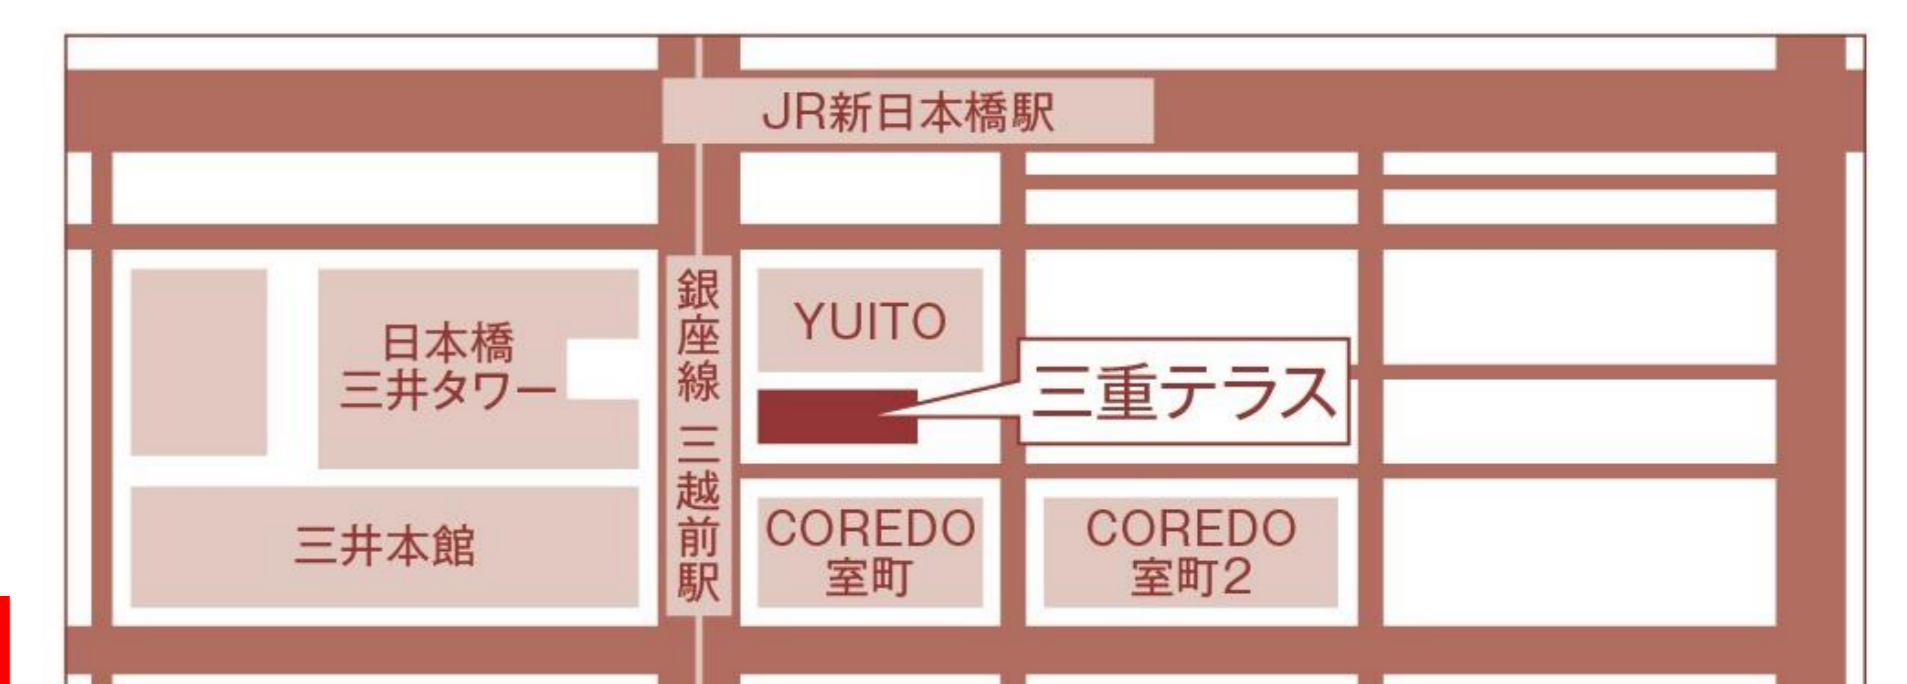 JR新日本橋駅
銀座線 三越前駅
YUITO
日本橋
三井タワー
三重テラス
三井本館
COREDO
室町
COREDO
室町2